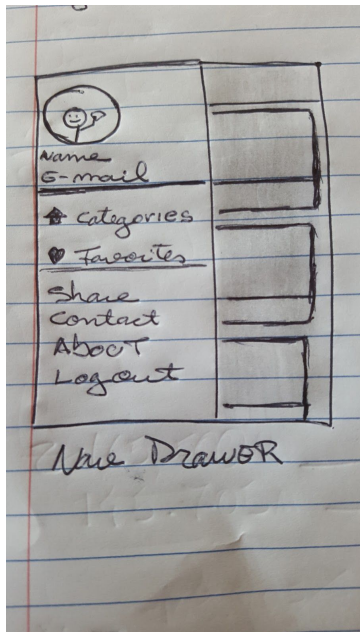 Name
E-mail
Categories
Favorites
Share
Contact
About
Logout
Nave Drawer